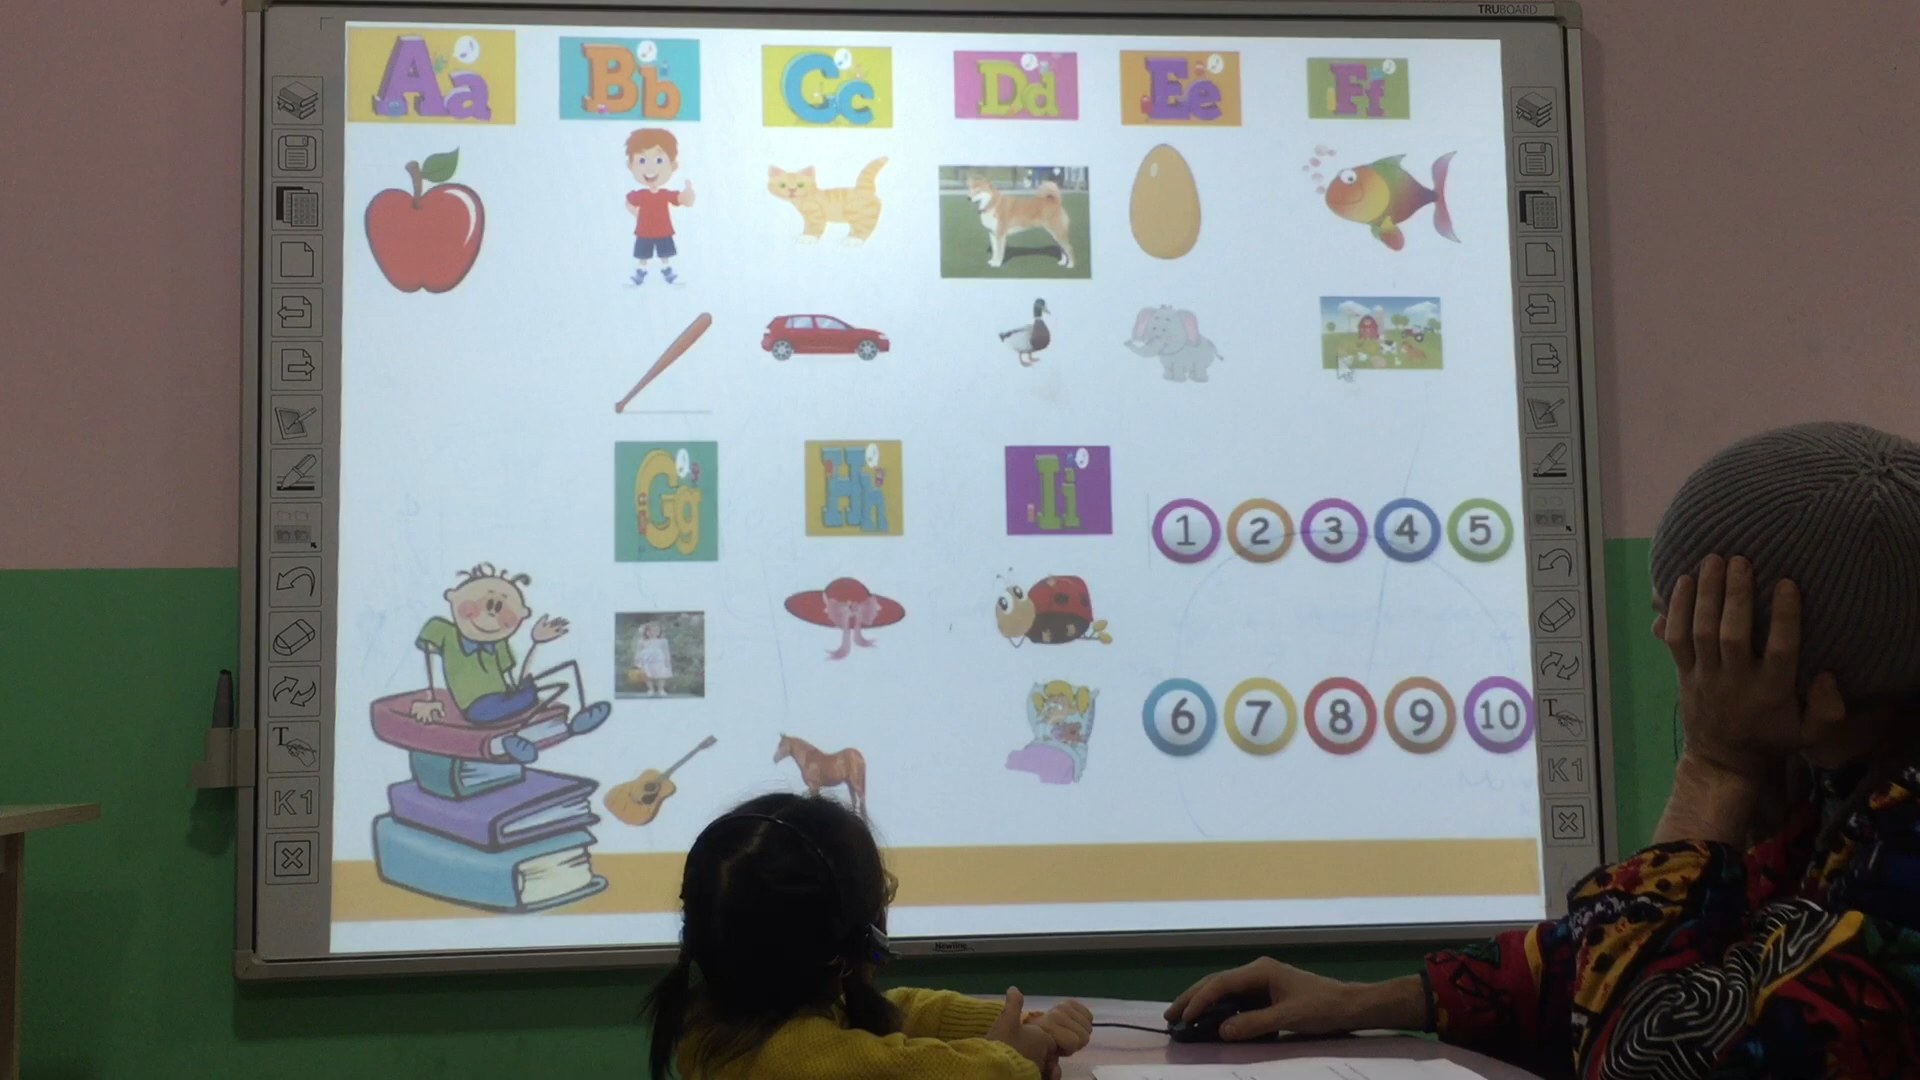 TRUBOARD
Aa Bb Cc Dd Ee Ff
Gg Hh Ii
1 2 3 4 5
6 7 8 9 10
T
T
K1
K1